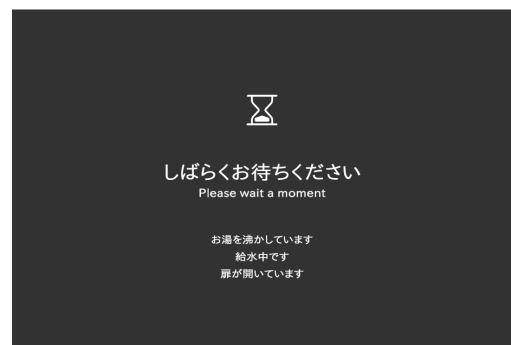 しばらくお待ちください
Please wait a moment
お湯を沸かしています
給水中です
扉が開いています